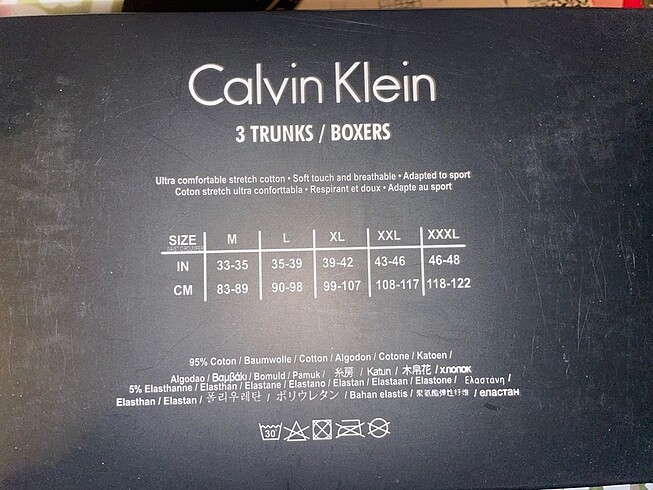 Calvin Klein
3 TRUNKS / BOXERS
Ultra comfortable stretch cotton • Soft touch and breathable • Adapted to sport
Coton stretch ultra conforttabla • Respirant et doux • Adapte au sport
SIZE M L XL XXL XXXL
IN 33-35 35-39 39-42 43-46 46-48
CM 83-89 90-98 99-107 108-117 118-122
95% Coton / Baumwolle / Cotton / Algodon / Cotone / Katoen /
Algodao / Βαμβάκι / Bomuld / Pamuk / 糸房 / Katun / 木帛花 / хлопок
5% Elasthanne / Elasthan / Elastane / Elastano / Elastan / Elastaan / Elastone / Ελαστάνη /
Elasthan / Elastan / 폴리우레탄 / ポリウレタン / Bahan elastis / 聚氨酯弹性纤维 / еластан
30